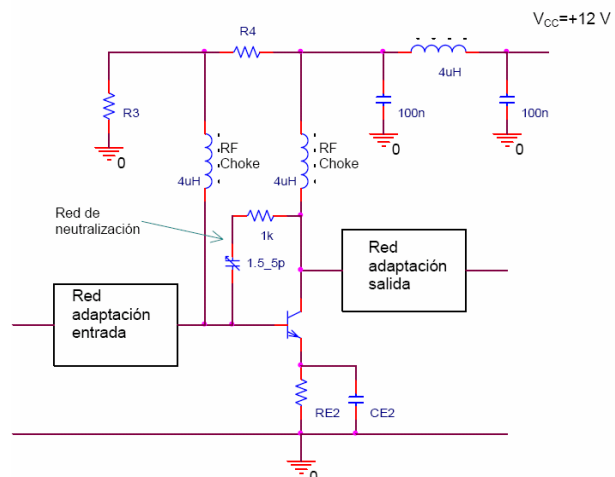 V_CC=+12 V
R4
4uH
R3
100n
100n
0
0
0
RF
Choke
RF
Choke
4uH
4uH
Red de
neutralización
1k
1.5_5p
Red
adaptación
salida
Red
adaptación
entrada
RE2
CE2
0